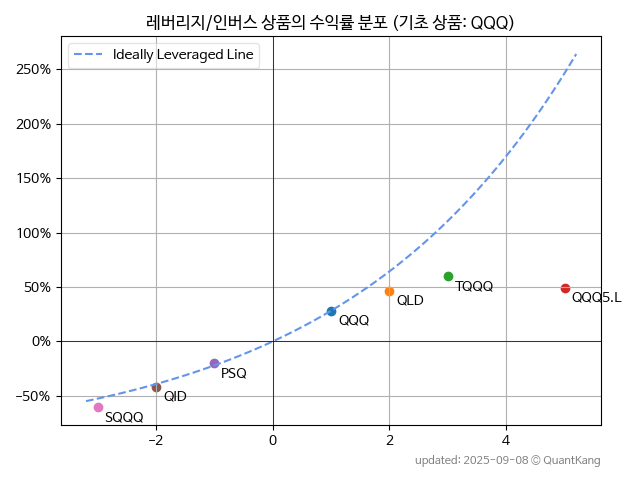 레버리지/인버스 상품의 수익률 분포 (기초 상품: QQQ)
Ideally Leveraged Line
250%
200%
150%
100%
50%
0%
−50%
QQQ5.L
TQQQ
QLD
QQQ
PSQ
QID
SQQQ
−2
0
2
4
updated: 2025-09-08 © QuantKang